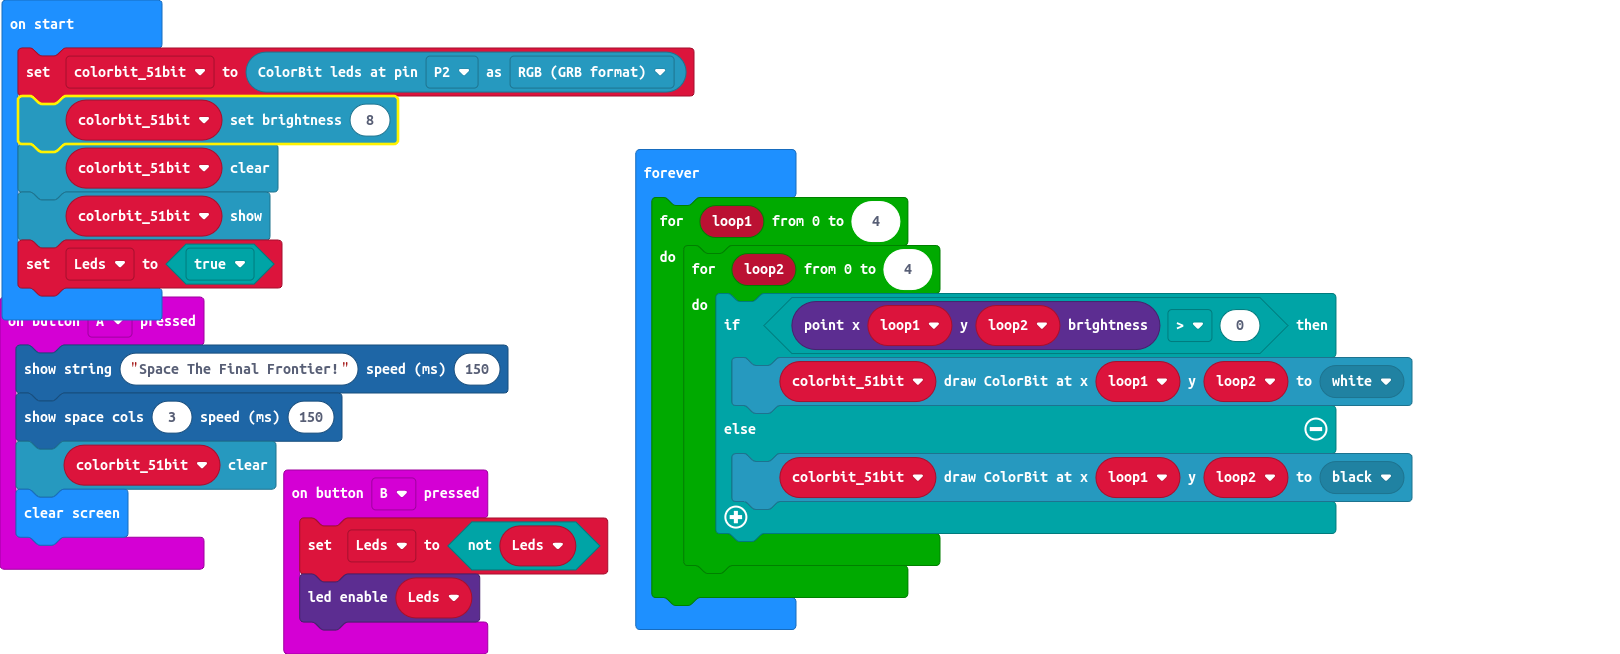 on start
set colorbit_51bit to ColorBit leds at pin P2 as RGB (GRB format)
colorbit_51bit set brightness 8
colorbit_51bit clear
colorbit_51bit show
set Leds to true
on button A pressed
show string "Space The Final Frontier!" speed (ms) 150
show space cols 3 speed (ms) 150
colorbit_51bit clear
clear screen
on button B pressed
set Leds to not Leds
led enable Leds
forever
for loop1 from 0 to 4
do
for loop2 from 0 to 4
do
if point x loop1 y loop2 brightness > 0 then
colorbit_51bit draw ColorBit at x loop1 y loop2 to white
else
colorbit_51bit draw ColorBit at x loop1 y loop2 to black